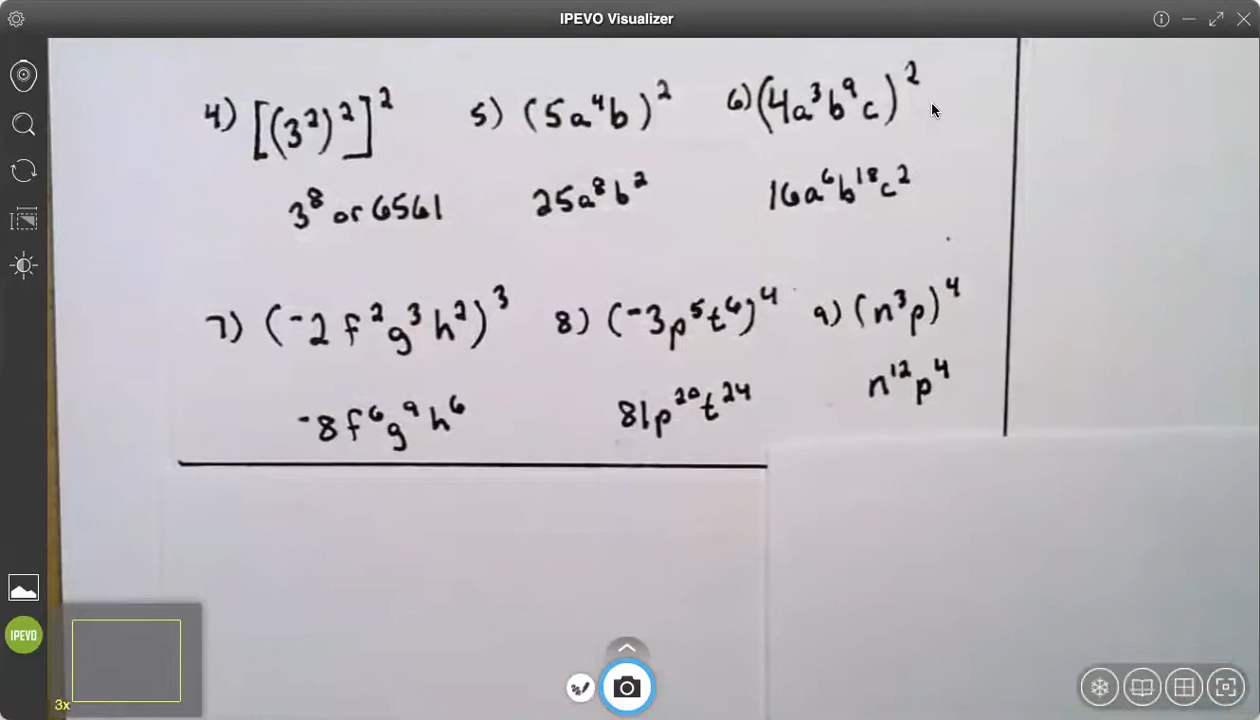 IPEVO Visualizer
4) [(3²)²]² 5) (5a⁴b)² 6) (4a³b⁹c)²
3⁸ or 6561 25a⁸b² 16a⁶b¹⁸c²
7) (⁻2f²g³h²)³ 8) (⁻3p⁵t⁶)⁴ 9) (n³p)⁴
⁻8f⁶g⁹h⁶ 81p²⁰t²⁴ n¹²p⁴
IPEVO
3x